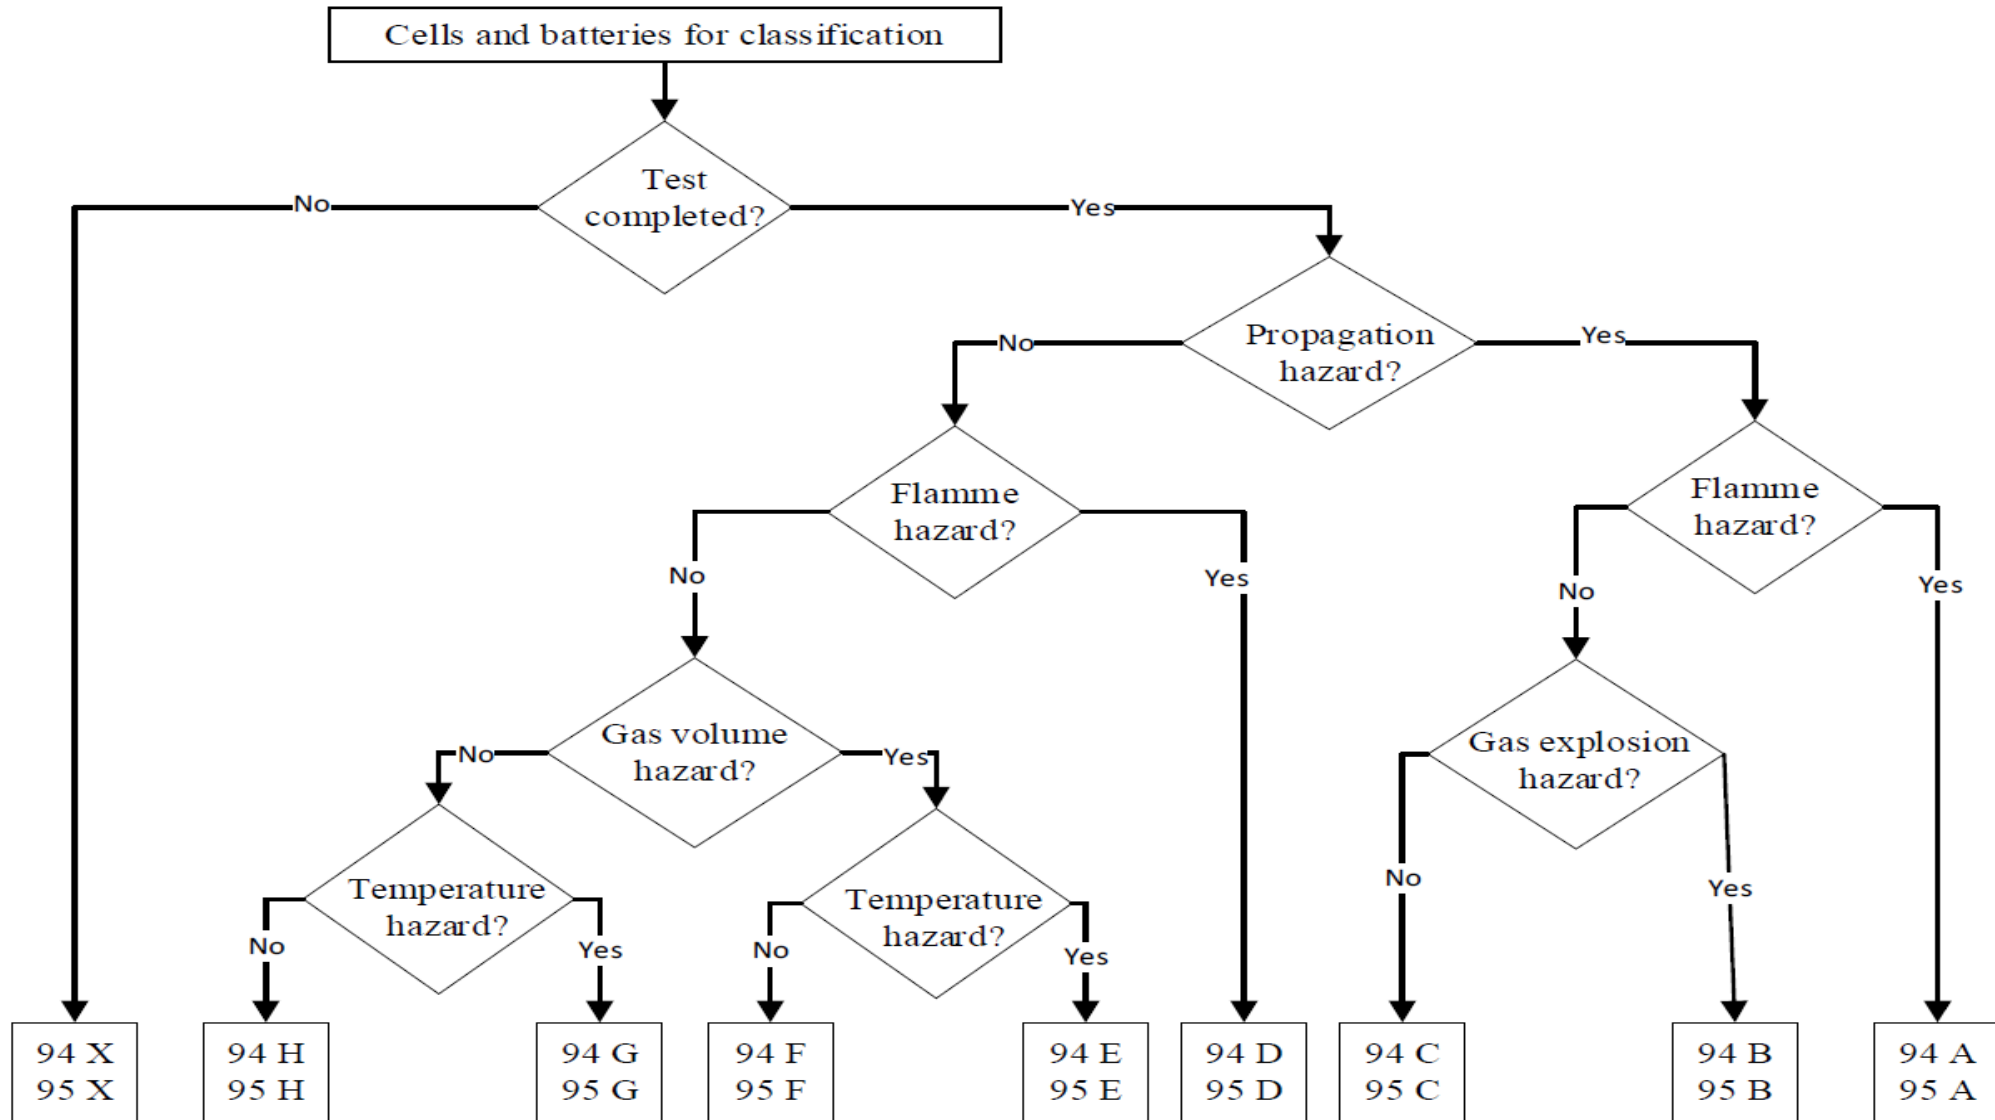 Cells and batteries for classification
Test
completed?
No
Yes
Propagation
hazard?
No
Yes
Flamme
hazard?
Flamme
hazard?
No
Yes
No
Yes
Gas volume
hazard?
Gas explosion
hazard?
No
Yes
Temperature
hazard?
Temperature
hazard?
No
Yes
No
Yes
No
Yes
94 X
95 X
94 H
95 H
94 G
95 G
94 F
95 F
94 E
95 E
94 D
95 D
94 C
95 C
94 B
95 B
94 A
95 A